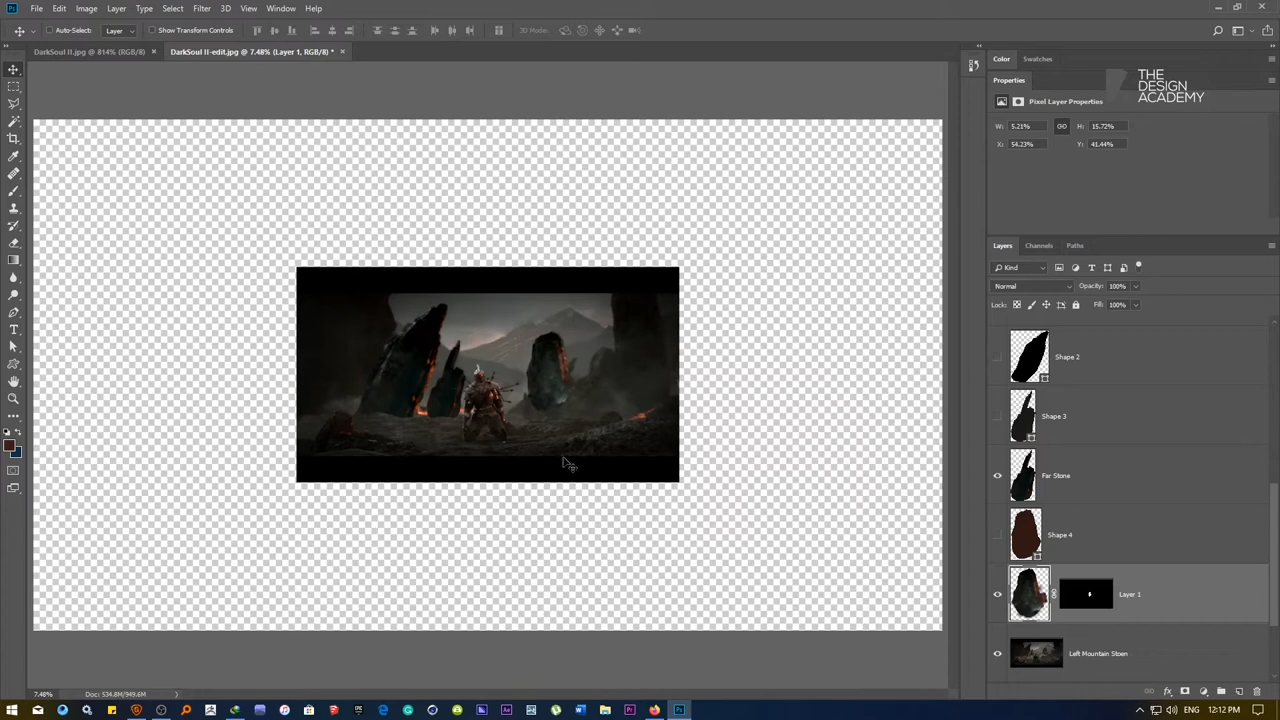 Ps File Edit Image Layer Type Select Filter 3D View Window Help
Auto-Select: Layer Show Transform Controls 3D Mode:
DarkSoul II.jpg @ 814% (RGB/8) × DarkSoul II-edit.jpg @ 7.48% (Layer 1, RGB/8) * ×
Color Swatches
Properties
THE
DESIGN
ACADEMY
Pixel Layer Properties
W: 5.21% H: 15.72%
X: 54.23% Y: 41.44%
Layers Channels Paths
Kind
Normal Opacity: 100%
Lock: Fill: 100%
Shape 2
Shape 3
Far Stone
Shape 4
Layer 1
Left Mountain Stoen
7.48% Doc: 534.8M/949.6M
12:12 PM